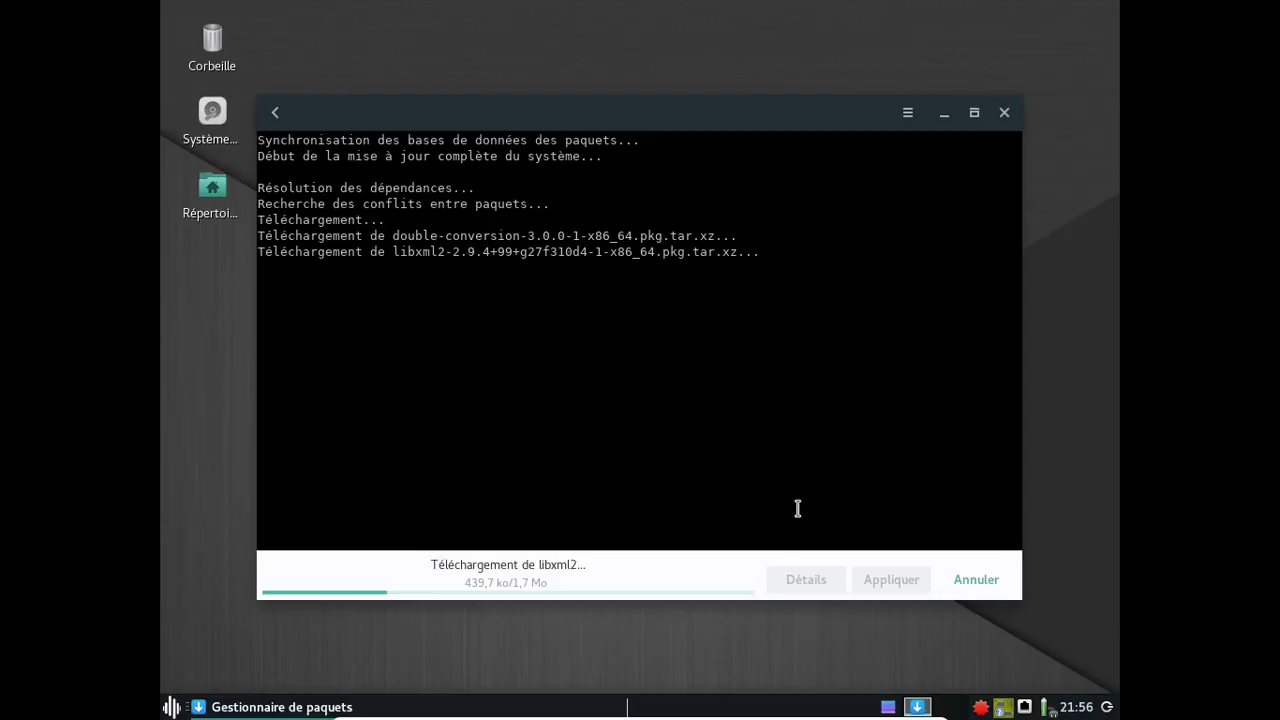 Corbeille
Système...
Répertoi...
Synchronisation des bases de données des paquets...
Début de la mise à jour complète du système...
Résolution des dépendances...
Recherche des conflits entre paquets...
Téléchargement...
Téléchargement de double-conversion-3.0.0-1-x86_64.pkg.tar.xz...
Téléchargement de libxml2-2.9.4+99+g27f310d4-1-x86_64.pkg.tar.xz...
Téléchargement de libxml2...
439,7 ko/1,7 Mo
Détails
Appliquer
Annuler
Gestionnaire de paquets
21:56